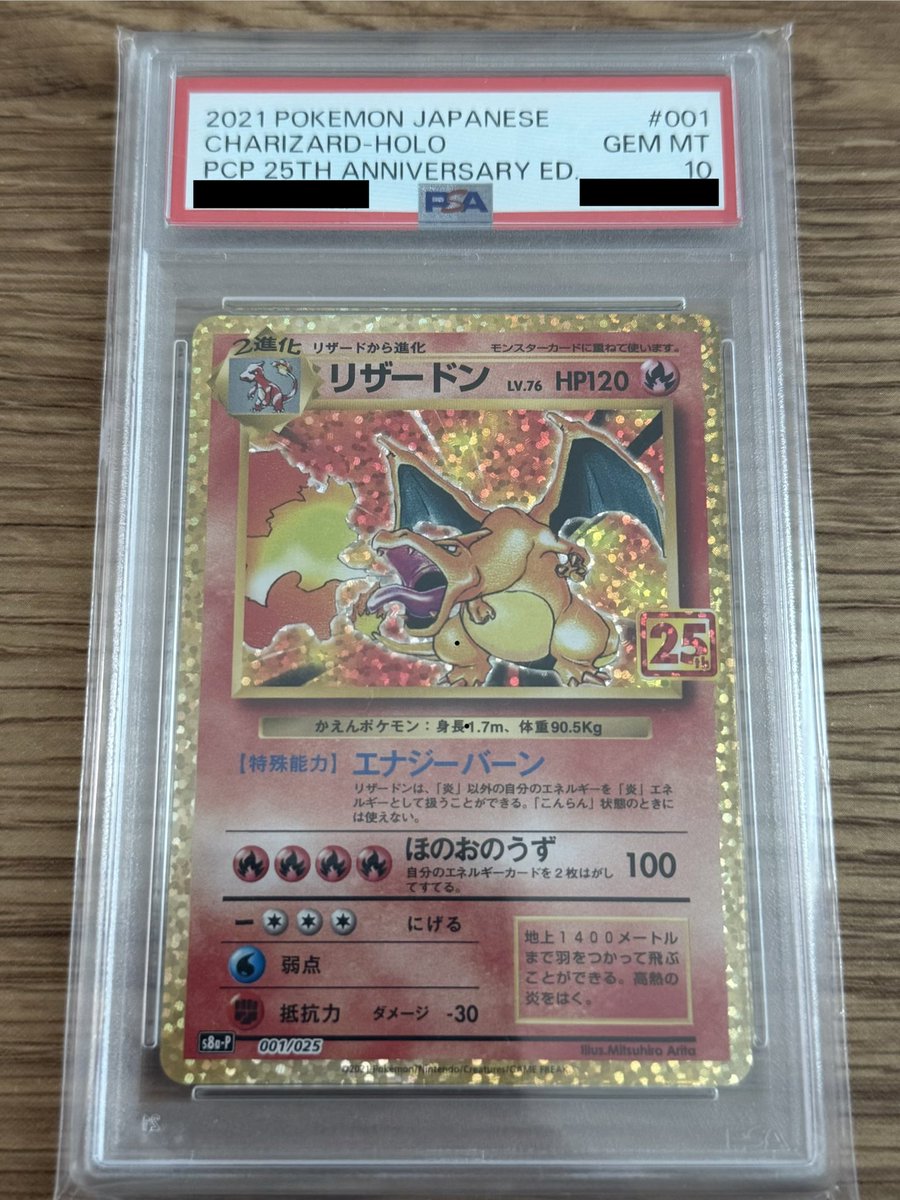 2021 POKEMON JAPANESE #001
CHARIZARD-HOLO GEM MT
PCP 25TH ANNIVERSARY ED. 10
PSA
2進化 リザードから進化 モンスターカードに重ねて使います。
リザードン LV.76 HP120
25th
かえんポケモン：身長1.7m、体重90.5Kg
【特殊能力】エナジーバーン
リザードンは、「炎」以外の自分のエネルギーを「炎」エネ
ルギーとして扱うことができる。「こんらん」状態のときに
は使えない。
ほのおのうず 100
自分のエネルギーカードを２枚はがし
てすてる。
にげる
弱点
抵抗力 ダメージ -30
地上１４００メートル
まで羽をつかって飛ぶ
ことができる。高熱の
炎をはく。
s8a-P 001/025 Illus.Mitsuhiro Arita
©2021 Pokémon/Nintendo/Creatures/GAME FREAK